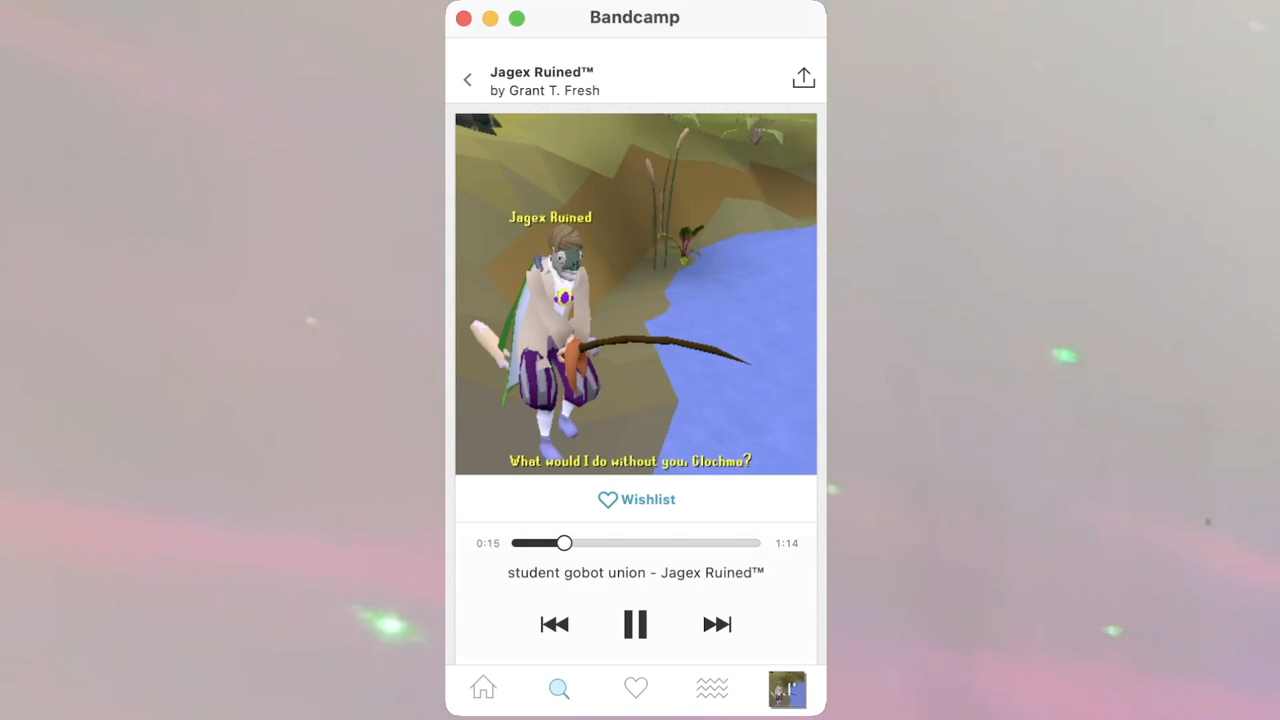 Bandcamp
Jagex Ruined™
by Grant T. Fresh
Jagex Ruined
What would I do without you, Glochma?
Wishlist
0:15
1:14
student gobot union - Jagex Ruined™